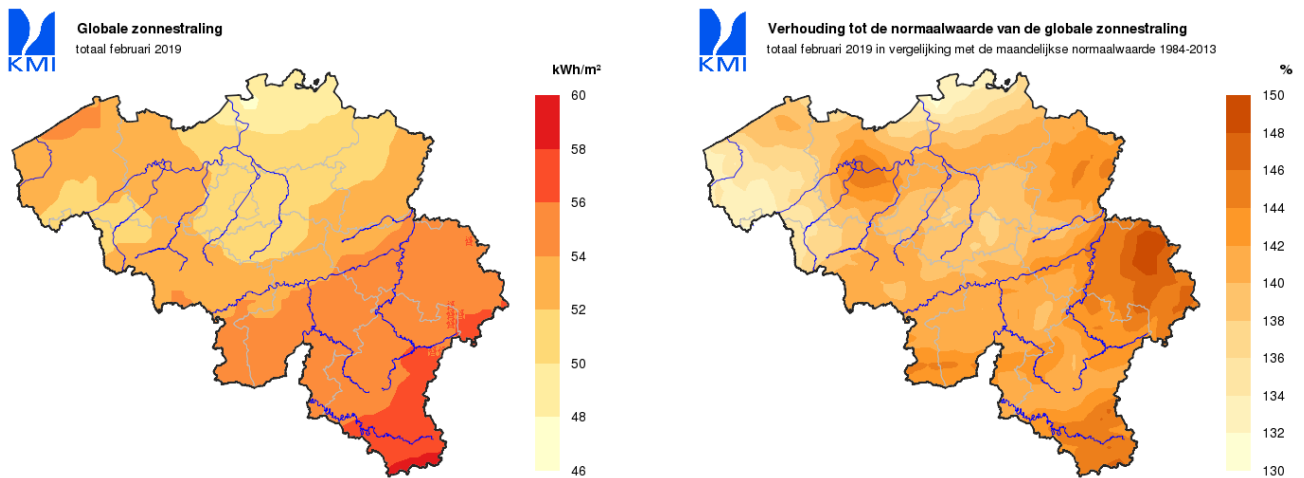 KMI
Globale zonnestraling
totaal februari 2019
kWh/m²
60
58
56
54
52
50
48
46
KMI
Verhouding tot de normaalwaarde van de globale zonnestraling
totaal februari 2019 in vergelijking met de maandelijkse normaalwaarde 1984-2013
%
150
148
146
144
142
140
138
136
134
132
130